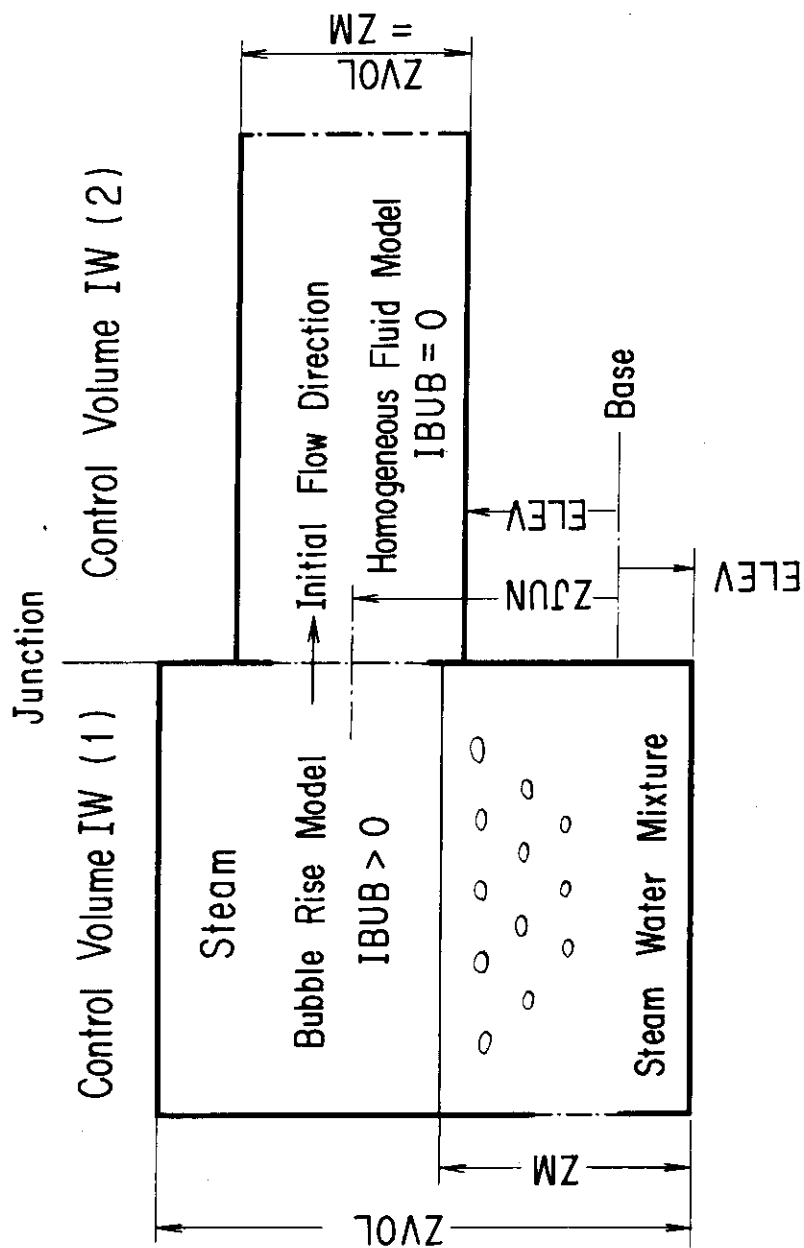 Junction
Control Volume IW (1)
Control Volume IW (2)
Steam
Bubble Rise Model
IBUB > 0
Steam Water Mixture
Initial Flow Direction
Homogeneous Fluid Model
IBUB = 0
ZVOL
ZM
ZJUN
ELEV
ELEV
Base
ZVOL
= ZM